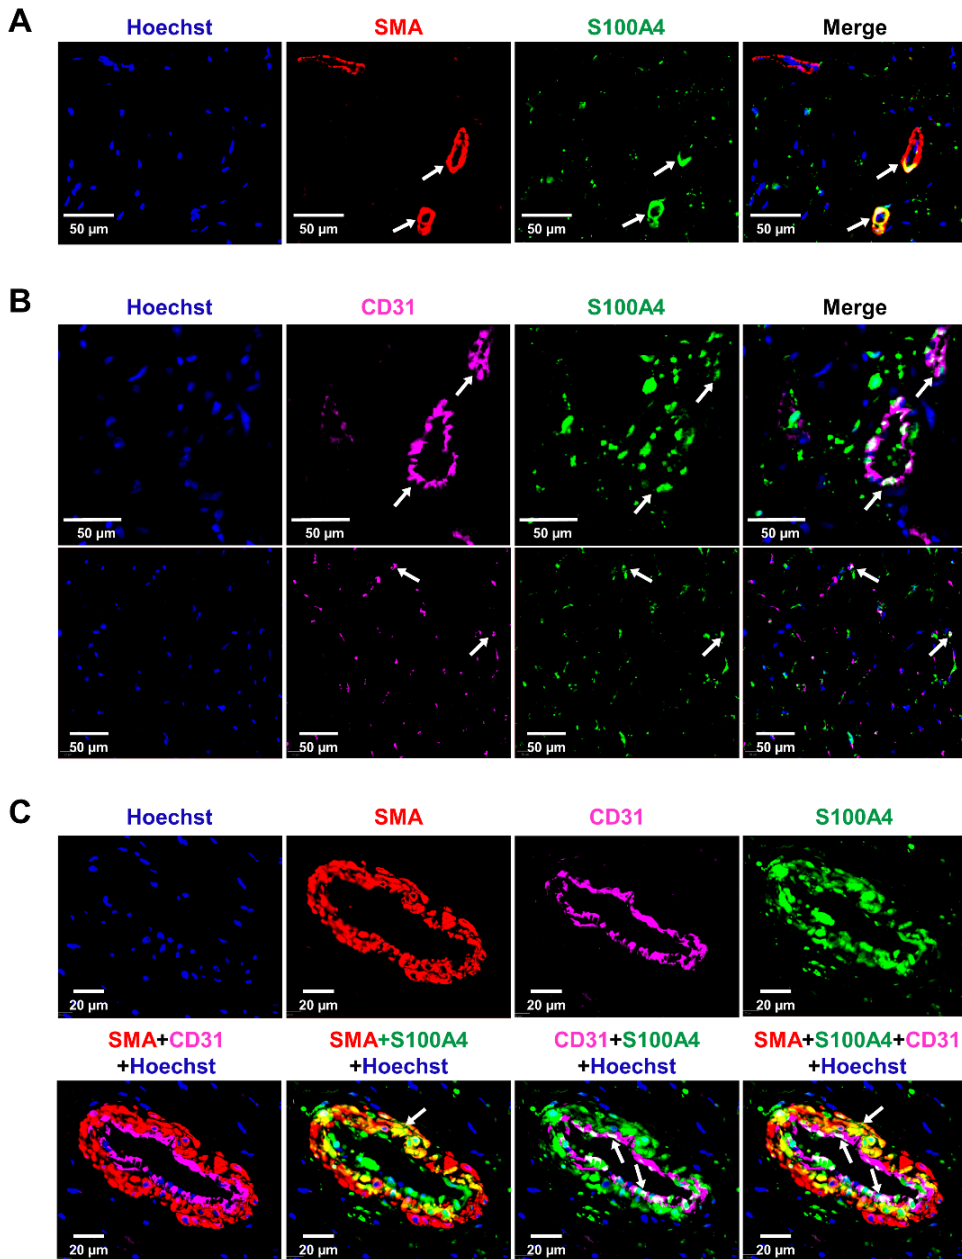 A
Hoechst SMA S100A4 Merge
50 µm 50 µm 50 µm 50 µm
B
Hoechst CD31 S100A4 Merge
50 µm 50 µm 50 µm 50 µm
50 µm 50 µm 50 µm 50 µm
C
Hoechst SMA CD31 S100A4
20 µm 20 µm 20 µm 20 µm
SMA+CD31 SMA+S100A4 CD31+S100A4 SMA+S100A4+CD31
+Hoechst +Hoechst +Hoechst +Hoechst
20 µm 20 µm 20 µm 20 µm